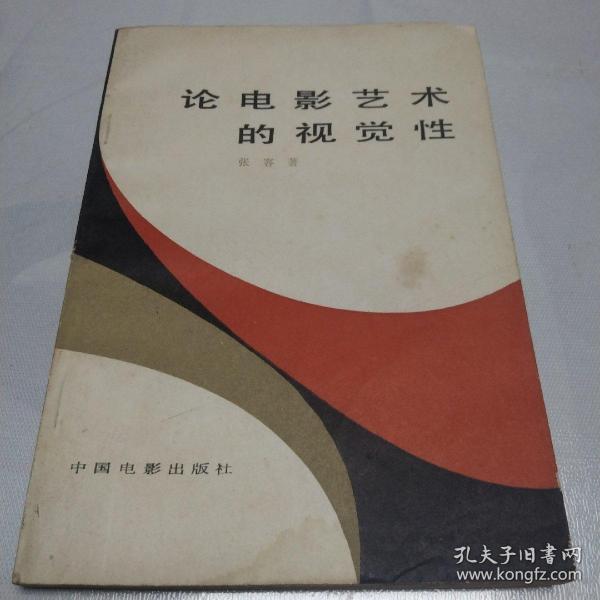 论电影艺术
的视觉性
张客著
中国电影出版社
孔夫子旧书网
www.kongfz.com